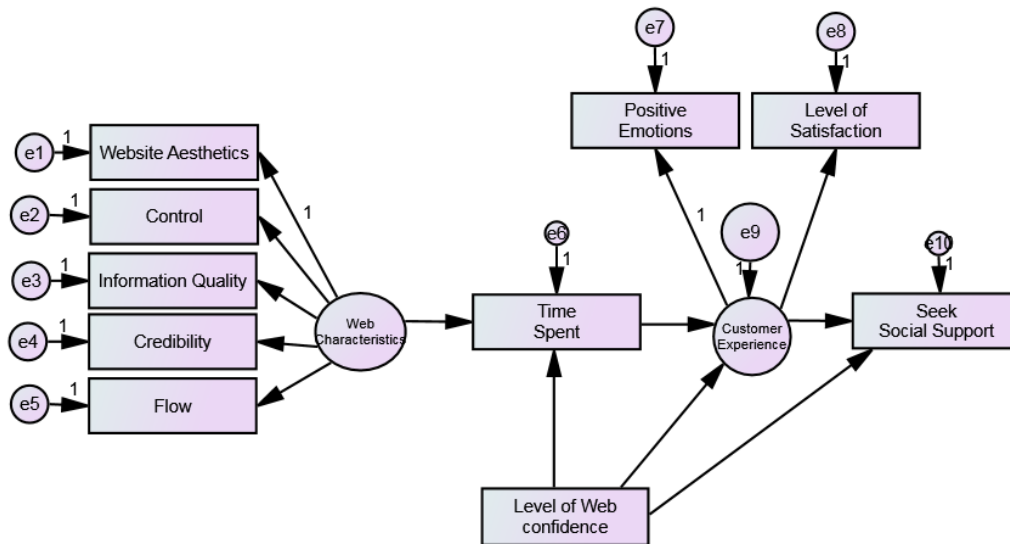 e7
e8
1
1
Positive
Emotions
Level of
Satisfaction
e1
1
Website Aesthetics
e2
1
Control
1
e3
1
Information Quality
e4
1
Credibility
e5
1
Flow
Web
Characteristics
e6
1
Time
Spent
1
e9
1
Customer
Experience
e10
1
Seek
Social Support
Level of Web
confidence